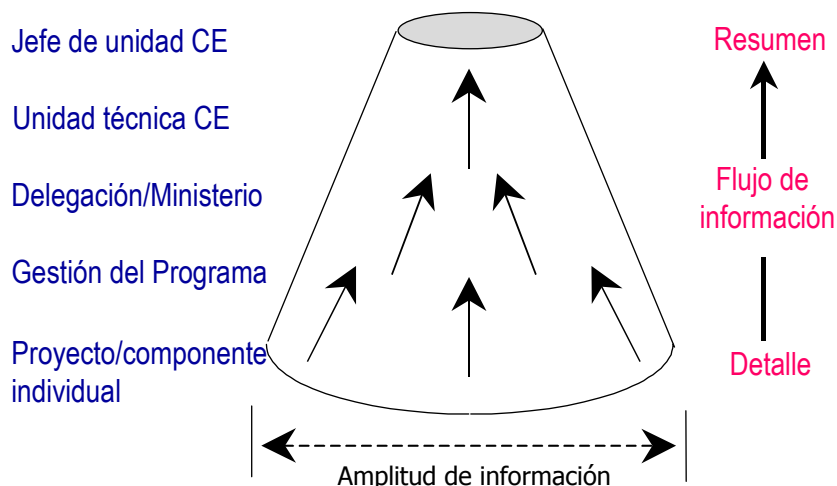 Jefe de unidad CE
Unidad técnica CE
Delegación/Ministerio
Gestión del Programa
Proyecto/componente
individual
Resumen
Flujo de
información
Detalle
Amplitud de información